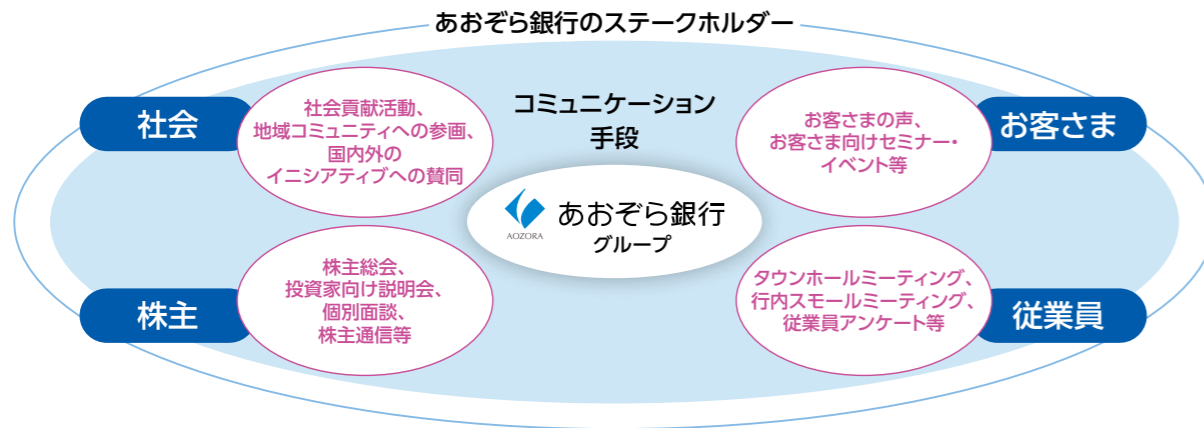 あおぞら銀行のステークホルダー
コミュニケーション
手段
社会
社会貢献活動、
地域コミュニティへの参画、
国内外の
イニシアティブへの賛同
お客さまの声、
お客さま向けセミナー・
イベント等
お客さま
AOZORA
あおぞら銀行
グループ
株主
株主総会、
投資家向け説明会、
個別面談、
株主通信等
タウンホールミーティング、
行内スモールミーティング、
従業員アンケート等
従業員